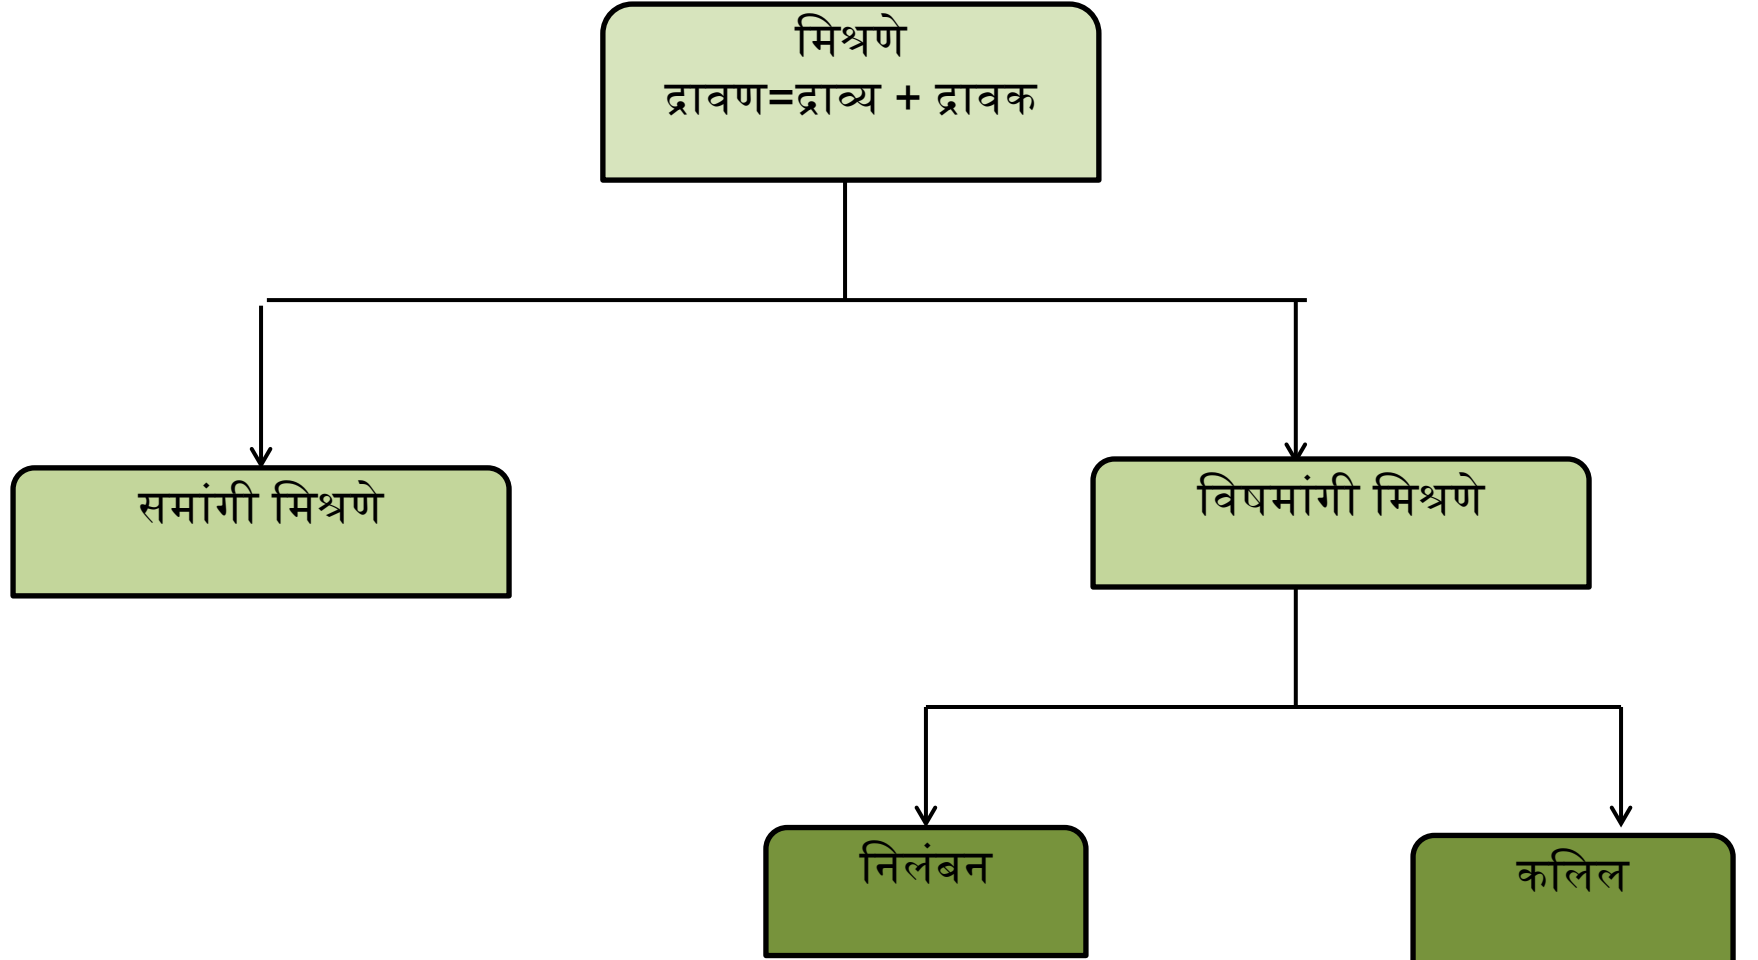 मिश्रणे
द्रावण=द्राव्य + द्रावक
समांगी मिश्रणे
विषमांगी मिश्रणे
निलंबन
कलिल